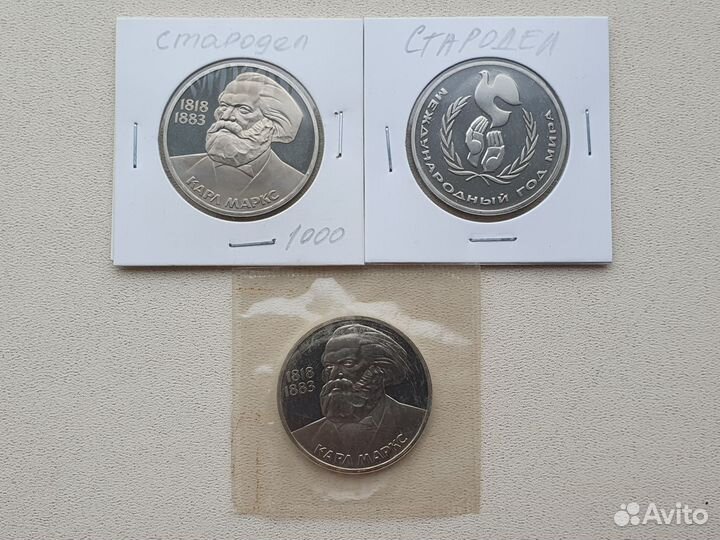 стародел
1818
1883
КАРЛ МАРКС
1000
СТАРОДЕЛ
МЕЖДУНАРОДНЫЙ ГОД МИРА
1818
1883
КАРЛ МАРКС
Avito